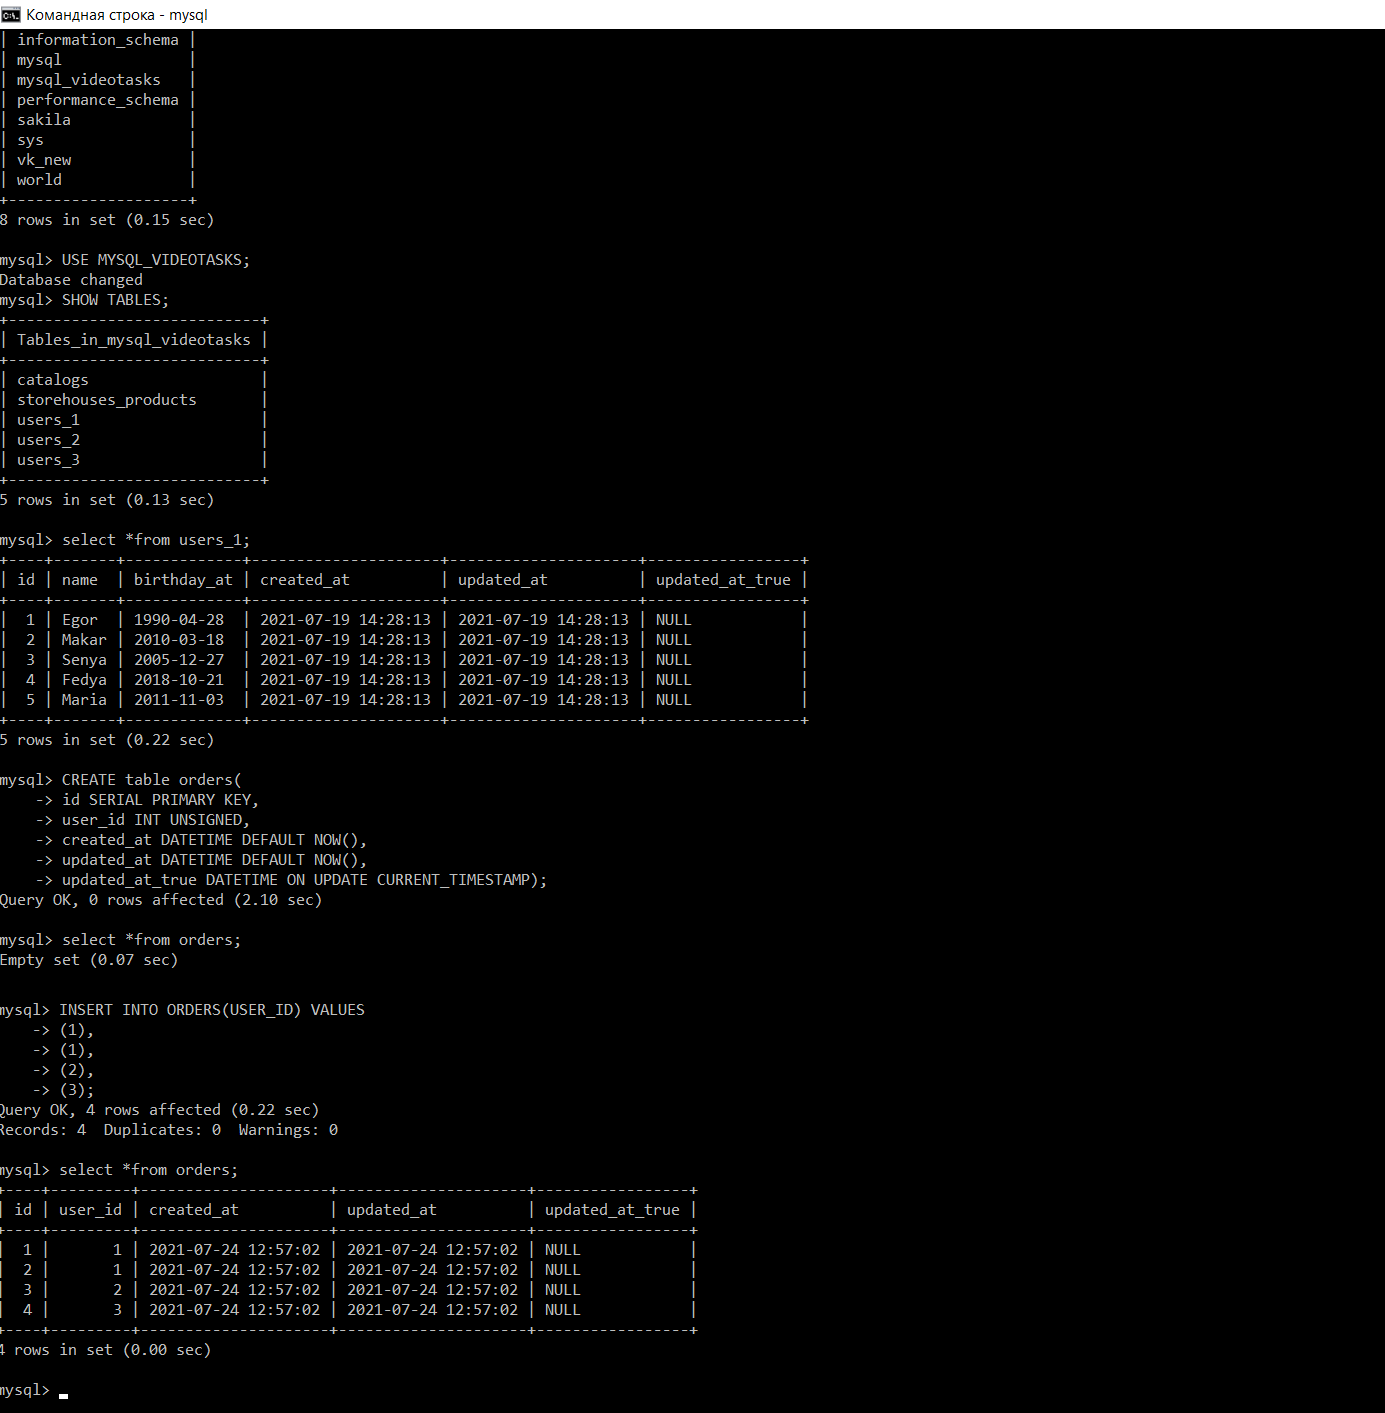 Командная строка - mysql
| information_schema |
| mysql              |
| mysql_videotasks   |
| performance_schema |
| sakila             |
| sys                |
| vk_new             |
| world              |
+--------------------+
8 rows in set (0.15 sec)
mysql> USE MYSQL_VIDEOTASKS;
Database changed
mysql> SHOW TABLES;
+----------------------------+
| Tables_in_mysql_videotasks |
+----------------------------+
| catalogs                   |
| storehouses_products       |
| users_1                    |
| users_2                    |
| users_3                    |
+----------------------------+
5 rows in set (0.13 sec)
mysql> select *from users_1;
+----+-------+-------------+---------------------+---------------------+-----------------+
| id | name  | birthday_at | created_at          | updated_at          | updated_at_true |
+----+-------+-------------+---------------------+---------------------+-----------------+
|  1 | Egor  | 1990-04-28  | 2021-07-19 14:28:13 | 2021-07-19 14:28:13 | NULL            |
|  2 | Makar | 2010-03-18  | 2021-07-19 14:28:13 | 2021-07-19 14:28:13 | NULL            |
|  3 | Senya | 2005-12-27  | 2021-07-19 14:28:13 | 2021-07-19 14:28:13 | NULL            |
|  4 | Fedya | 2018-10-21  | 2021-07-19 14:28:13 | 2021-07-19 14:28:13 | NULL            |
|  5 | Maria | 2011-11-03  | 2021-07-19 14:28:13 | 2021-07-19 14:28:13 | NULL            |
+----+-------+-------------+---------------------+---------------------+-----------------+
5 rows in set (0.22 sec)
mysql> CREATE table orders(
    -> id SERIAL PRIMARY KEY,
    -> user_id INT UNSIGNED,
    -> created_at DATETIME DEFAULT NOW(),
    -> updated_at DATETIME DEFAULT NOW(),
    -> updated_at_true DATETIME ON UPDATE CURRENT_TIMESTAMP);
Query OK, 0 rows affected (2.10 sec)
mysql> select *from orders;
Empty set (0.07 sec)
mysql> INSERT INTO ORDERS(USER_ID) VALUES
    -> (1),
    -> (1),
    -> (2),
    -> (3);
Query OK, 4 rows affected (0.22 sec)
Records: 4  Duplicates: 0  Warnings: 0
mysql> select *from orders;
+----+---------+---------------------+---------------------+-----------------+
| id | user_id | created_at          | updated_at          | updated_at_true |
+----+---------+---------------------+---------------------+-----------------+
|  1 |       1 | 2021-07-24 12:57:02 | 2021-07-24 12:57:02 | NULL            |
|  2 |       1 | 2021-07-24 12:57:02 | 2021-07-24 12:57:02 | NULL            |
|  3 |       2 | 2021-07-24 12:57:02 | 2021-07-24 12:57:02 | NULL            |
|  4 |       3 | 2021-07-24 12:57:02 | 2021-07-24 12:57:02 | NULL            |
+----+---------+---------------------+---------------------+-----------------+
4 rows in set (0.00 sec)
mysql>